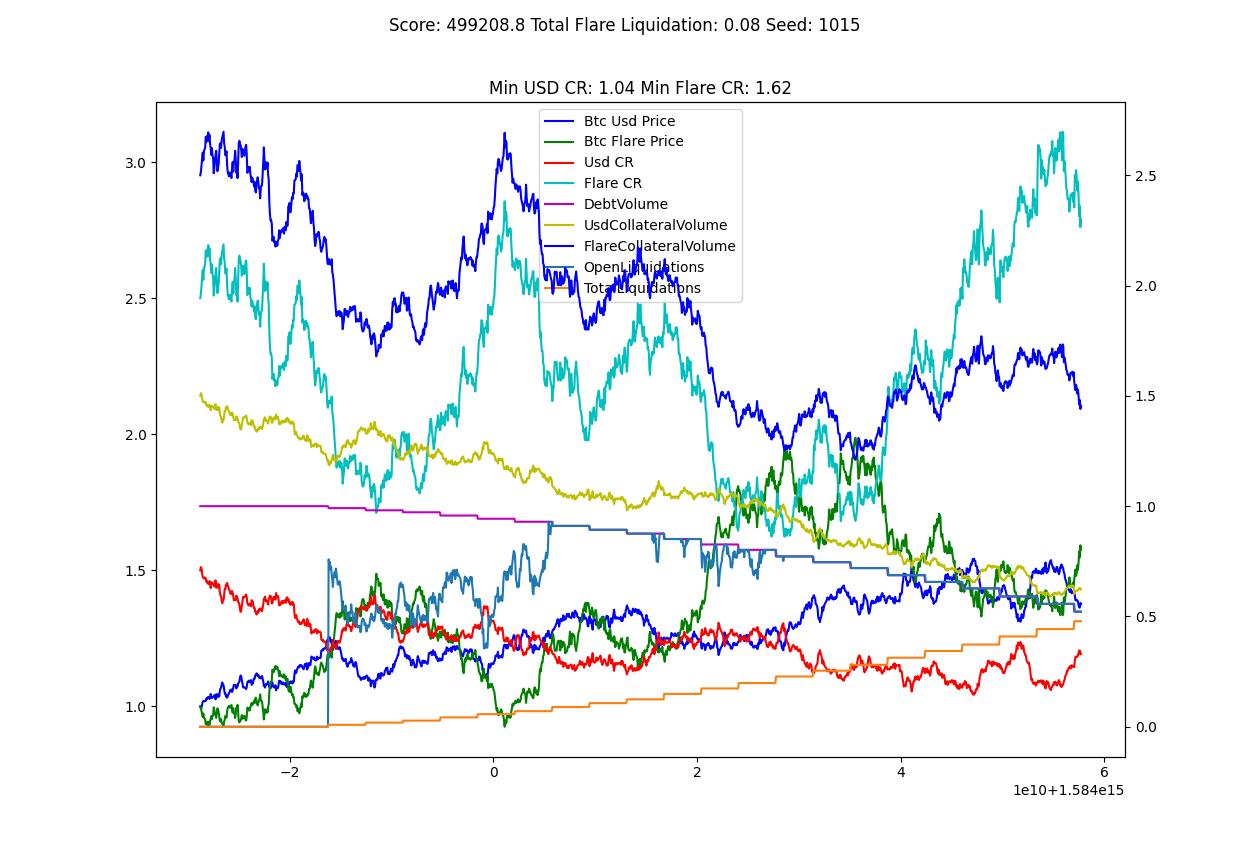 Score: 499208.8 Total Flare Liquidation: 0.08 Seed: 1015
Min USD CR: 1.04 Min Flare CR: 1.62
Btc Usd Price
Btc Flare Price
Usd CR
Flare CR
DebtVolume
UsdCollateralVolume
FlareCollateralVolume
OpenLiquidations
TotalLiquidations
3.0
2.5
2.0
1.5
1.0
2.5
2.0
1.5
1.0
0.5
0.0
−2
0
2
4
6
1e10+1.584e15